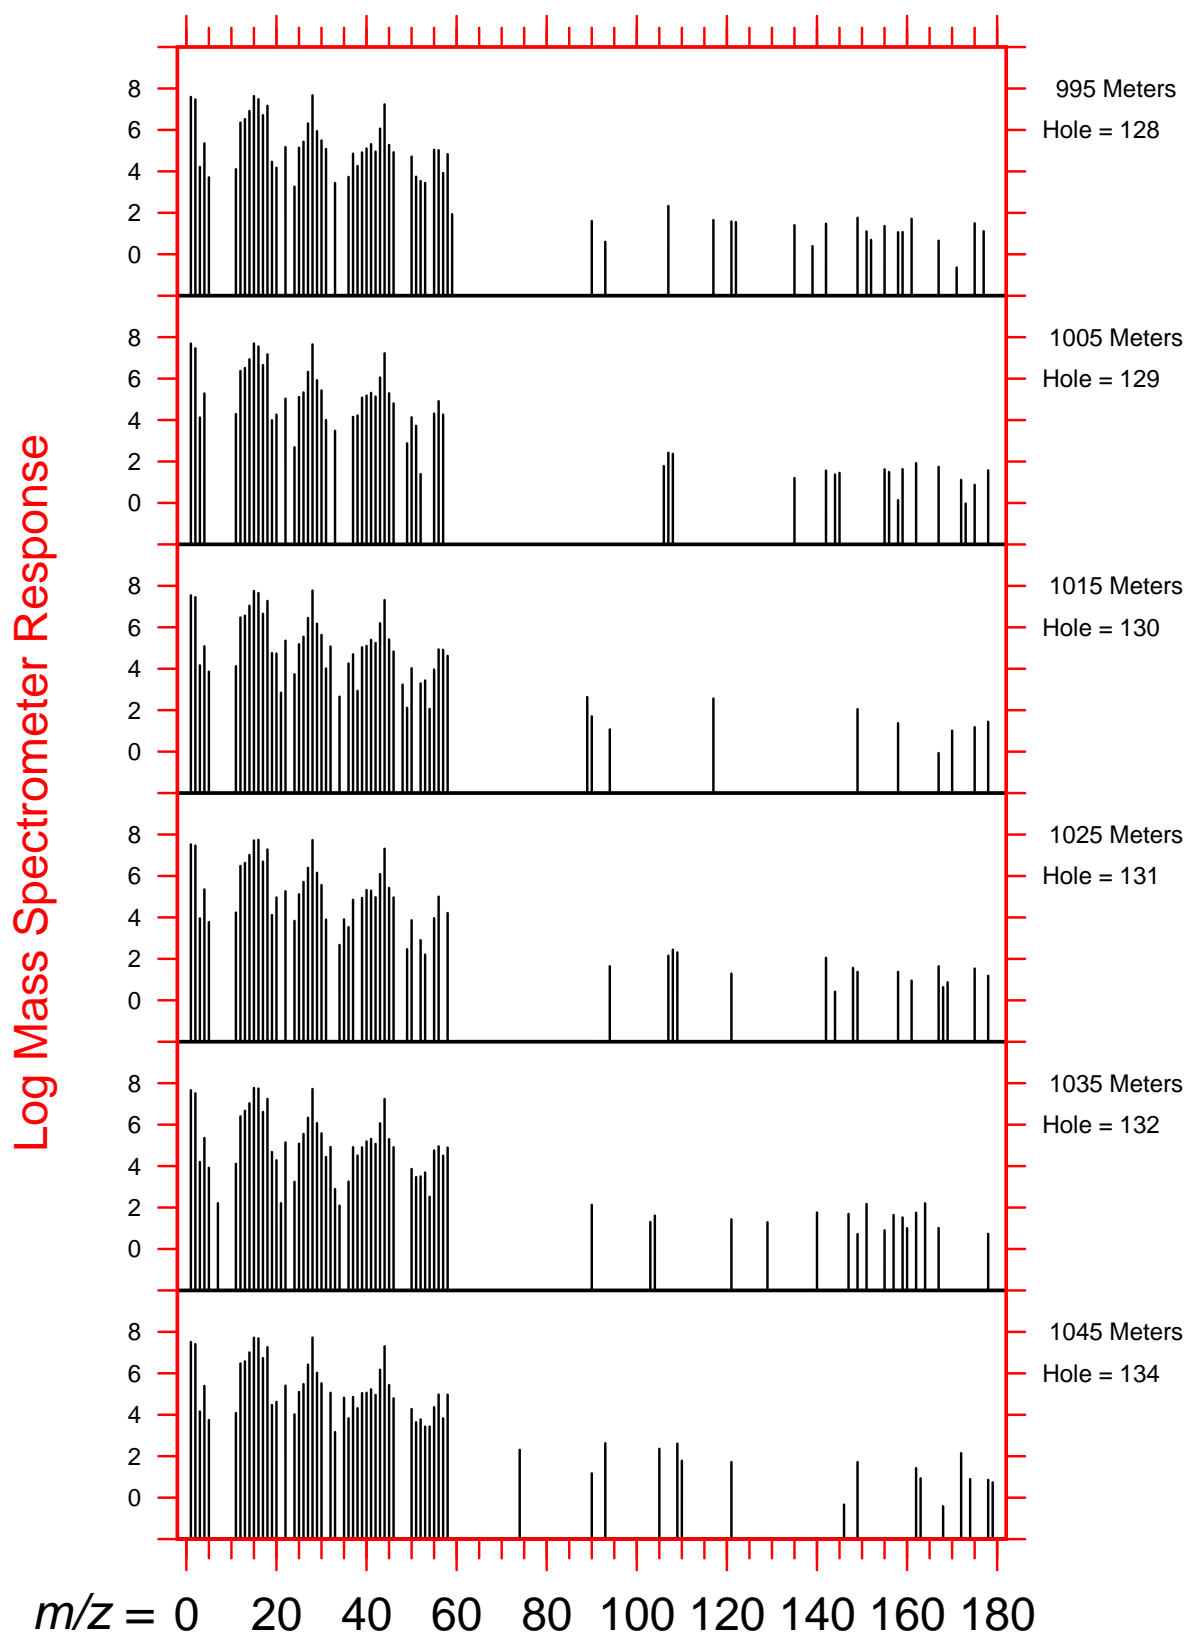 Log Mass Spectrometer Response
8
6
4
2
0
995 Meters
Hole = 128
8
6
4
2
0
1005 Meters
Hole = 129
8
6
4
2
0
1015 Meters
Hole = 130
8
6
4
2
0
1025 Meters
Hole = 131
8
6
4
2
0
1035 Meters
Hole = 132
8
6
4
2
0
1045 Meters
Hole = 134
m/z = 0 20 40 60 80 100 120 140 160 180